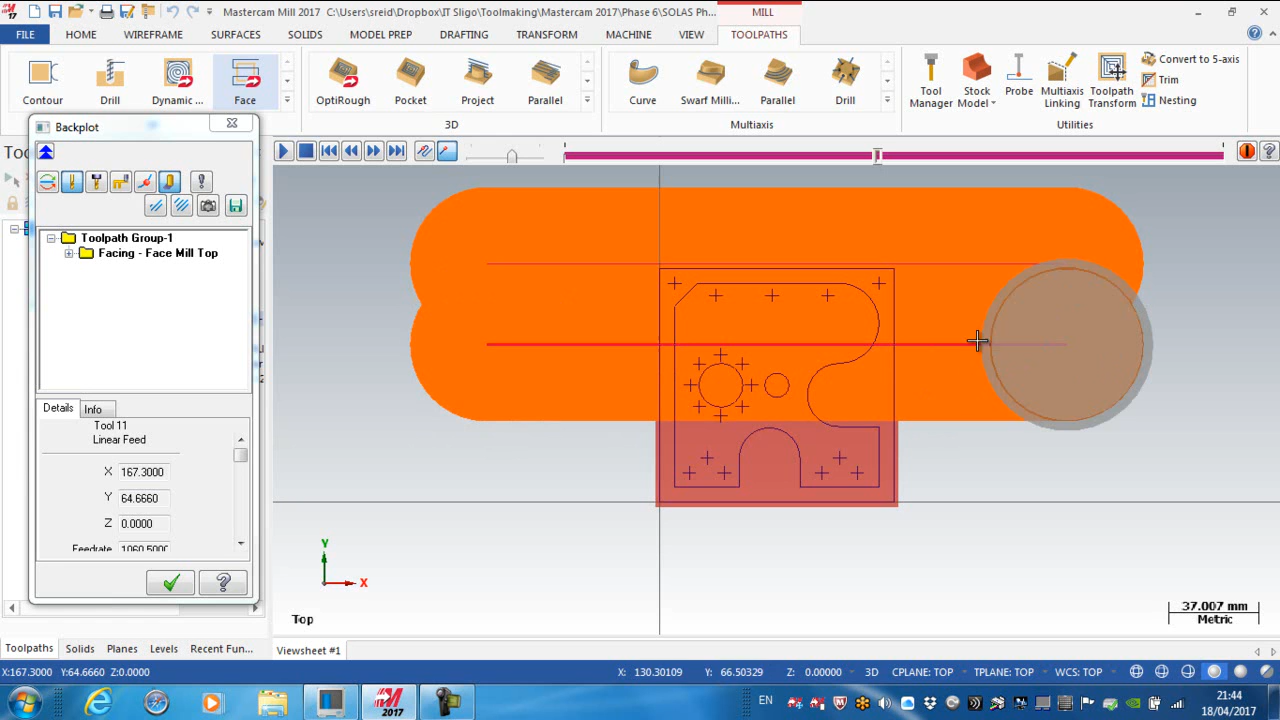 Mastercam Mill 2017 C:\Users\sreid\Dropbox\IT Sligo\Toolmaking\Mastercam 2017\Phase 6\SOLAS Ph...
MILL
FILE HOME WIREFRAME SURFACES SOLIDS MODEL PREP DRAFTING TRANSFORM MACHINE VIEW TOOLPATHS
Contour Drill Dynamic ... Face OptiRough Pocket Project Parallel Curve Swarf Milli... Parallel Drill Tool Manager Stock Model Probe Multiaxis Linking Toolpath Transform
Convert to 5-axis
Trim
Nesting
3D Multiaxis Utilities
Backplot
Too
Toolpath Group-1
Facing - Face Mill Top
Details Info
Tool 11
Linear Feed
X 167.3000
Y 64.6660
Z 0.0000
Feedrate 1060.5000
Y
X
Top
37.007 mm
Metric
Toolpaths Solids Planes Levels Recent Fun...
Viewsheet #1
X:167.3000 Y:64.6660 Z:0.0000 X: 130.30109 Y: 66.50329 Z: 0.00000 3D CPLANE: TOP TPLANE: TOP WCS: TOP
2017
EN
21:44
18/04/2017